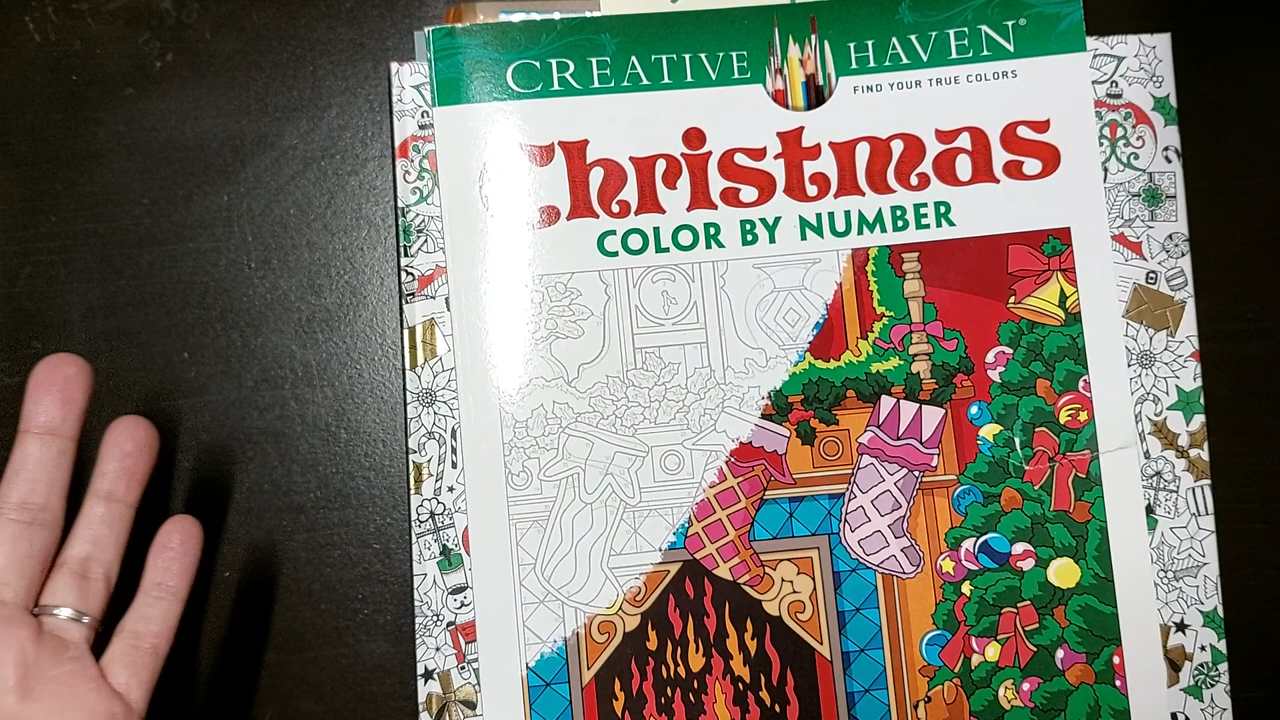 CREATIVE HAVEN®
FIND YOUR TRUE COLORS
Christmas
COLOR BY NUMBER